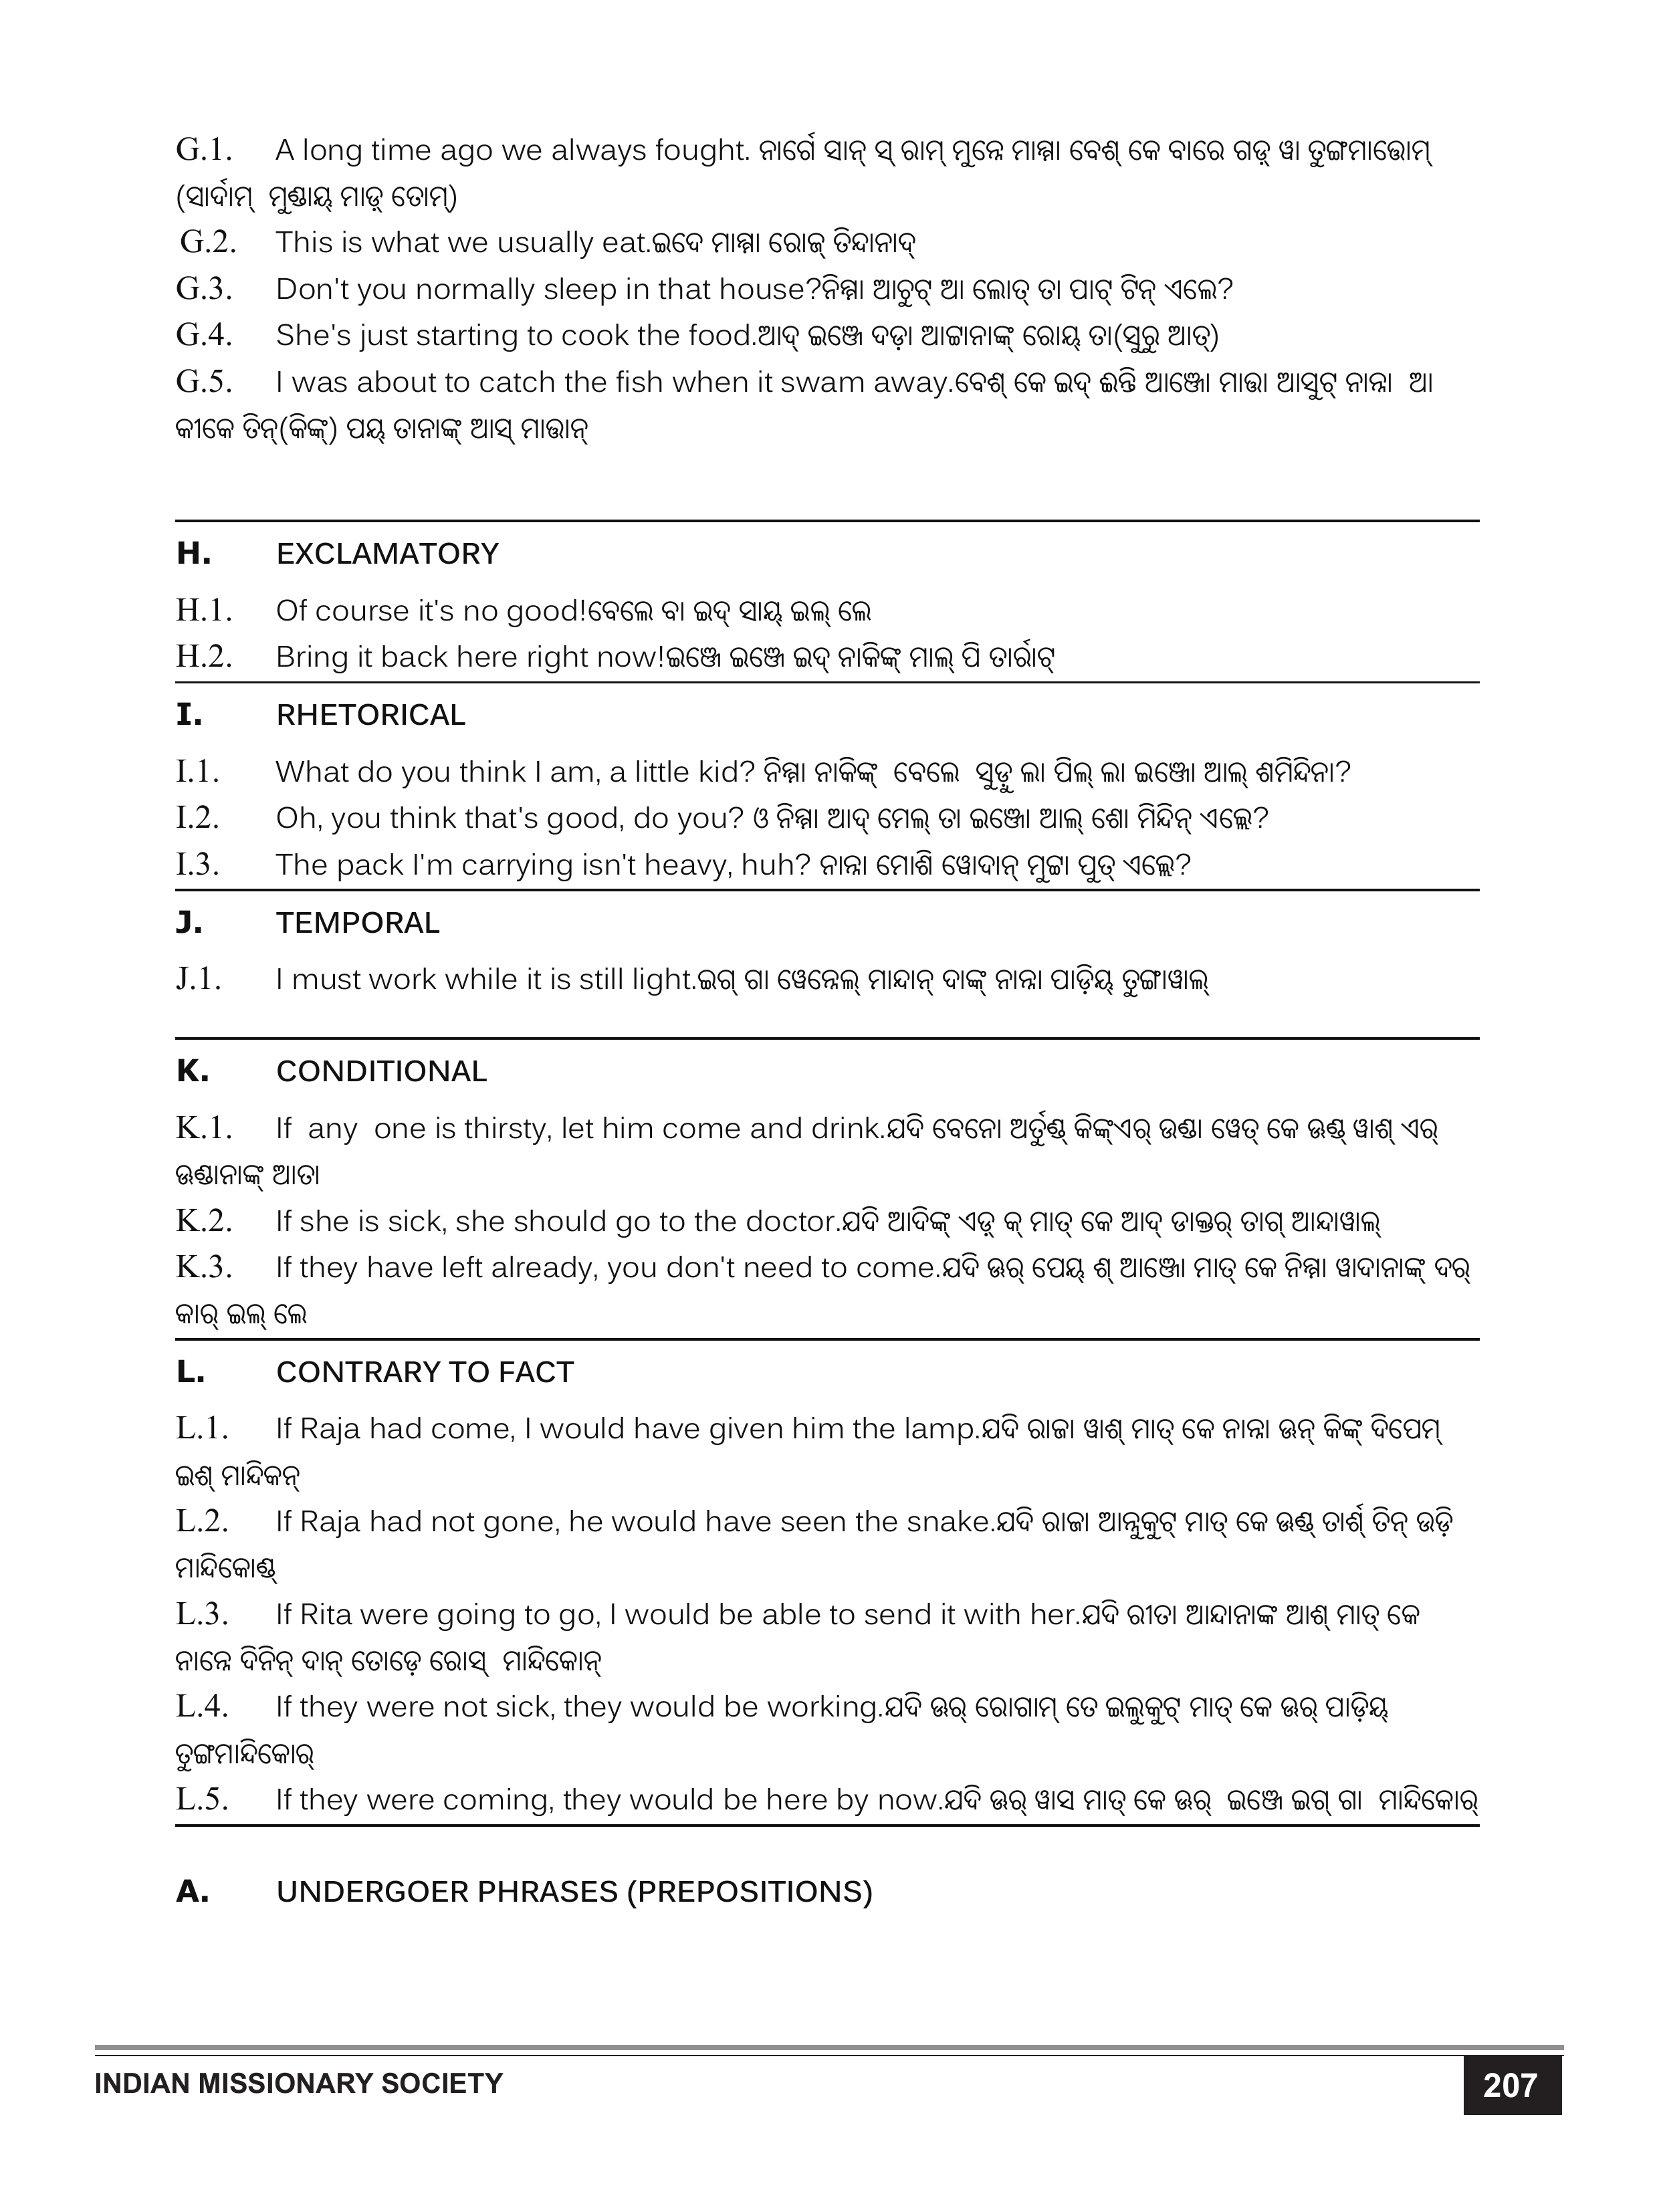 G.1. A long time ago we always fought. ନାର୍ଗେ ସାନ୍ ସ୍ ରାମ୍ ମୁନ୍ନେ ମାମ୍ମା ବେଶ୍ କେ ବାରେ ଗଡ଼୍ ୱା ତୁଙ୍ଗମାତ୍ତୋମ୍
(ସାର୍ଦାମ୍ ମୁଣ୍ଡାୟ୍ ମାଡ଼୍ ତୋମ୍)
G.2. This is what we usually eat.ଇଦେ ମାମ୍ମା ରୋଜ୍ ତିନ୍ଦାନାଦ୍
G.3. Don't you normally sleep in that house?ନିମ୍ମା ଆଚୁଟ୍ ଆ ଲୋତ୍ ତା ପାଟ୍ ଟିନ୍ ଏଲେ?
G.4. She's just starting to cook the food.ଆଦ୍ ଇଞ୍ଜେ ଦଡ଼ା ଆଟ୍ଟାନାଙ୍କ୍ ରୋୟ୍ ତା(ସୁରୁ ଆତ୍)
G.5. I was about to catch the fish when it swam away.ବେଶ୍ କେ ଇଦ୍ ଈନ୍ତି ଆଞ୍ଜୋ ମାତ୍ତା ଆସୁଟ୍ ନାନ୍ନା ଆ
କୀକେ ତିନ୍(କିଙ୍କ୍) ପୟ୍ ତାନାଙ୍କ୍ ଆସ୍ ମାତ୍ତାନ୍
H. EXCLAMATORY
H.1. Of course it's no good!ବେଲେ ବା ଇଦ୍ ସାୟ୍ ଇଲ୍ ଲେ
H.2. Bring it back here right now!ଇଞ୍ଜେ ଇଞ୍ଜେ ଇଦ୍ ନାକିଙ୍କ୍ ମାଲ୍ ପି ତାର୍ରାଟ୍
I. RHETORICAL
I.1. What do you think I am, a little kid? ନିମ୍ମା ନାକିଙ୍କ୍ ବେଲେ ସୁଡ଼ୁ ଲା ପିଲ୍ ଲା ଇଞ୍ଜୋ ଆଲ୍ ଶମିନ୍ଦିନା?
I.2. Oh, you think that's good, do you? ଓ ନିମ୍ମା ଆଦ୍ ମେଲ୍ ତା ଇଞ୍ଜୋ ଆଲ୍ ଶୋ ମିନ୍ଦିନ୍ ଏଲ୍ଲେ?
I.3. The pack I'm carrying isn't heavy, huh? ନାନ୍ନା ମୋଶି ୱୋଦାନ୍ ମୁଟ୍ଟା ପୁତ୍ ଏଲ୍ଲେ?
J. TEMPORAL
J.1. I must work while it is still light.ଇଗ୍ ଗା ୱେନ୍ନେଲ୍ ମାନ୍ଦାନ୍ ଦାଙ୍କ୍ ନାନ୍ନା ପାଡ଼ିୟ୍ ତୁଙ୍ଗାୱାଲ୍
K. CONDITIONAL
K.1. If any one is thirsty, let him come and drink.ଯଦି ବେନୋ ଅର୍ତୁଣ୍ଡ୍ କିଙ୍କ୍ଏର୍ ଉଣ୍ଡା ୱେତ୍ କେ ଊଣ୍ଡ୍ ୱାଶ୍ ଏର୍
ଊଣ୍ଡାନାଙ୍କ୍ ଆତା
K.2. If she is sick, she should go to the doctor.ଯଦି ଆଦିଙ୍କ୍ ଏଡ଼୍ କ୍ ମାତ୍ କେ ଆଦ୍ ଡାକ୍ତର୍ ତାଗ୍ ଆନ୍ଦାୱାଲ୍
K.3. If they have left already, you don't need to come.ଯଦି ଊର୍ ପେୟ୍ ଶ୍ ଆଞ୍ଜୋ ମାତ୍ କେ ନିମ୍ମା ୱାଦାନାଙ୍କ୍ ଦର୍
କାର୍ ଇଲ୍ ଲେ
L. CONTRARY TO FACT
L.1. If Raja had come, I would have given him the lamp.ଯଦି ରାଜା ୱାଶ୍ ମାତ୍ କେ ନାନ୍ନା ଊନ୍ କିଙ୍କ୍ ଦିପେମ୍
ଇଶ୍ ମାନ୍ଦିକନ୍
L.2. If Raja had not gone, he would have seen the snake.ଯଦି ରାଜା ଆନ୍ନୁକୁଟ୍ ମାତ୍ କେ ଊଣ୍ଡ୍ ତାର୍ଶ୍ ତିନ୍ ଉଡ଼ି
ମାନ୍ଦିକୋଣ୍ଡ୍
L.3. If Rita were going to go, I would be able to send it with her.ଯଦି ରୀତା ଆନ୍ଦାନାଙ୍କ ଆଶ୍ ମାତ୍ କେ
ନାନ୍ନେ ଦିନିନ୍ ଦାନ୍ ତୋଡ଼େ ରୋସ୍ ମାନ୍ଦିକୋନ୍
L.4. If they were not sick, they would be working.ଯଦି ଊର୍ ରୋଗାମ୍ ତେ ଇଲୁକୁଟ୍ ମାତ୍ କେ ଊର୍ ପାଡ଼ିୟ୍
ତୁଙ୍ଗମାନ୍ଦିକୋର୍
L.5. If they were coming, they would be here by now.ଯଦି ଊର୍ ୱାସ ମାତ୍ କେ ଊର୍ ଇଞ୍ଜେ ଇଗ୍ ଗା ମାନ୍ଦିକୋର୍
A. UNDERGOER PHRASES (PREPOSITIONS)
INDIAN MISSIONARY SOCIETY
207